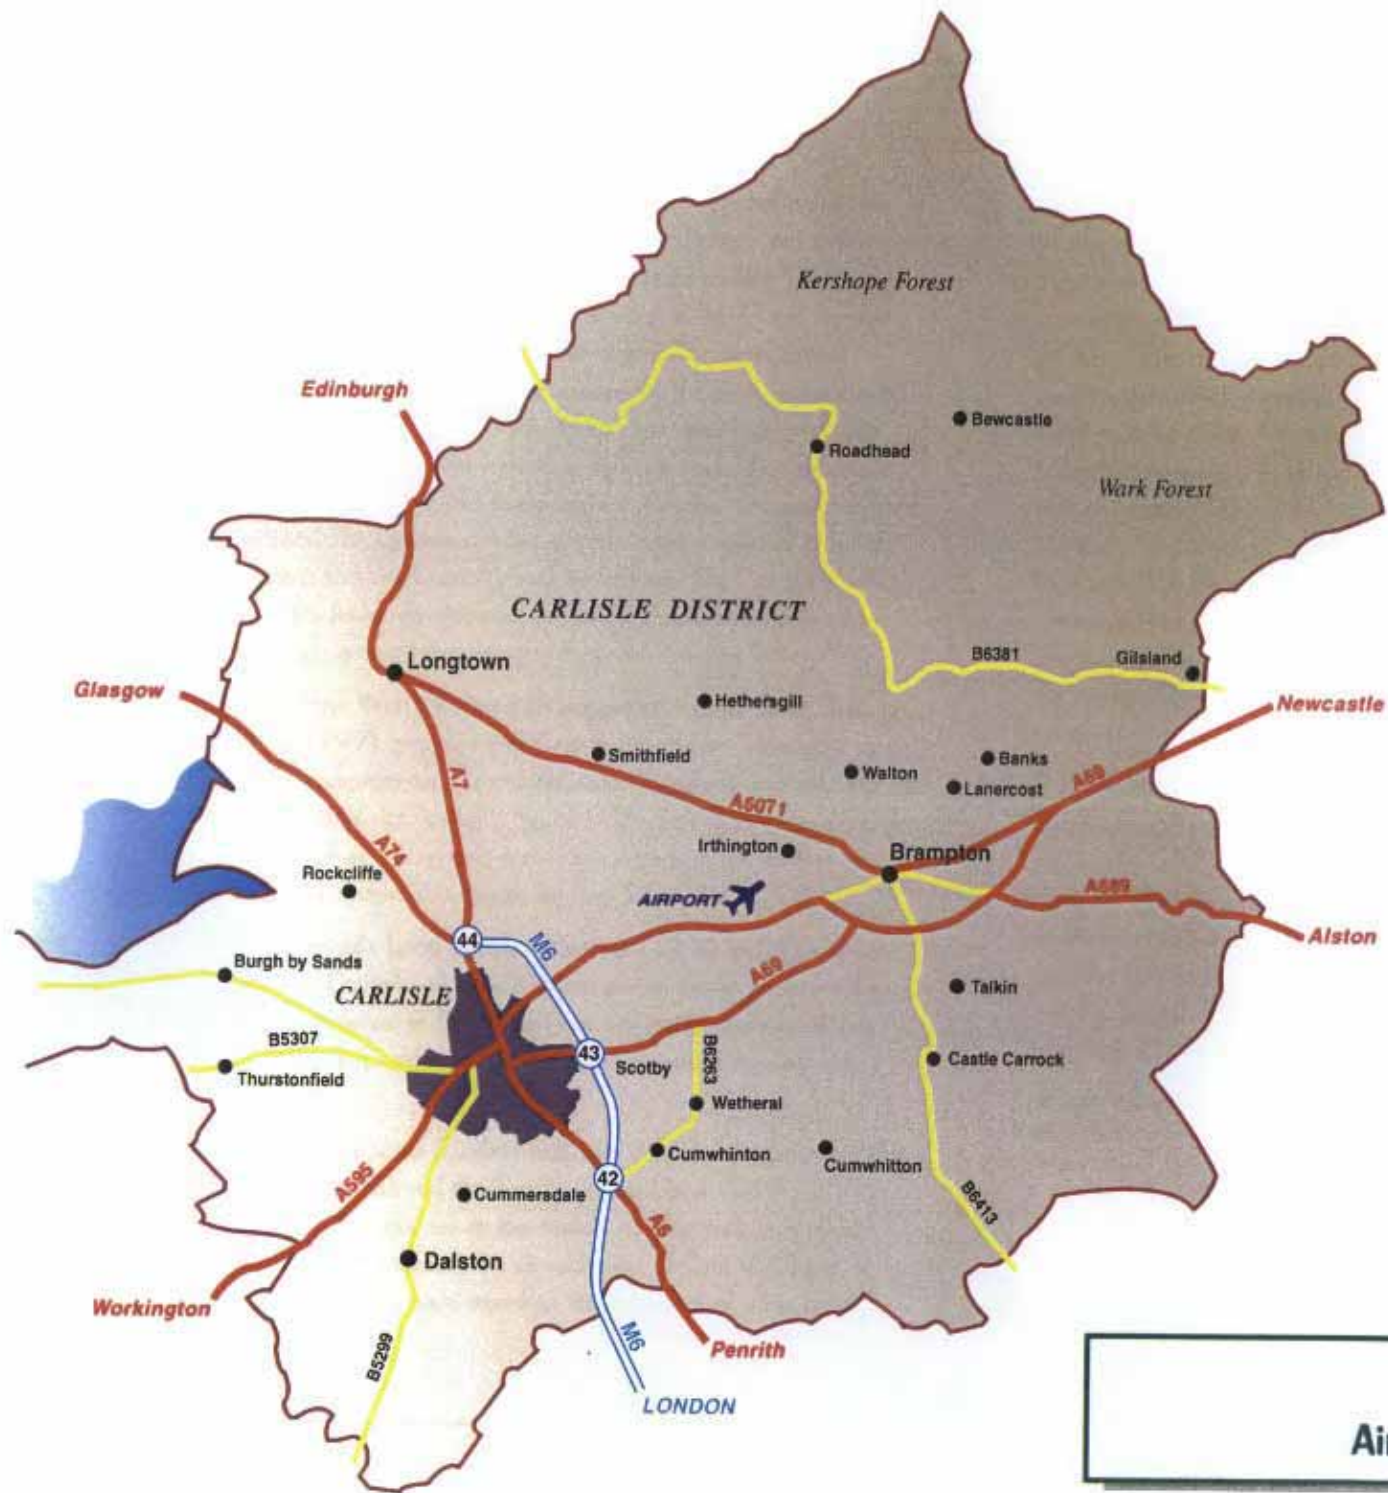 Kershope Forest
Edinburgh
Bewcastle
Roadhead
Wark Forest
CARLISLE DISTRICT
Longtown
B6381
Gilsland
Glasgow
Hethersgill
Newcastle
Smithfield
A7
Banks
Walton
A69
Lanercost
A6071
A74
Irthington
Brampton
Rockcliffe
AIRPORT
A689
44
M6
Alston
Burgh by Sands
A69
CARLISLE
Talkin
B5307
43
Scotby
B6263
Castle Carrock
Thurstonfield
Wetheral
Cumwhinton
Cumwhitton
42
A595
Cummersdale
B6413
A6
Dalston
Workington
M6
Penrith
B5299
LONDON